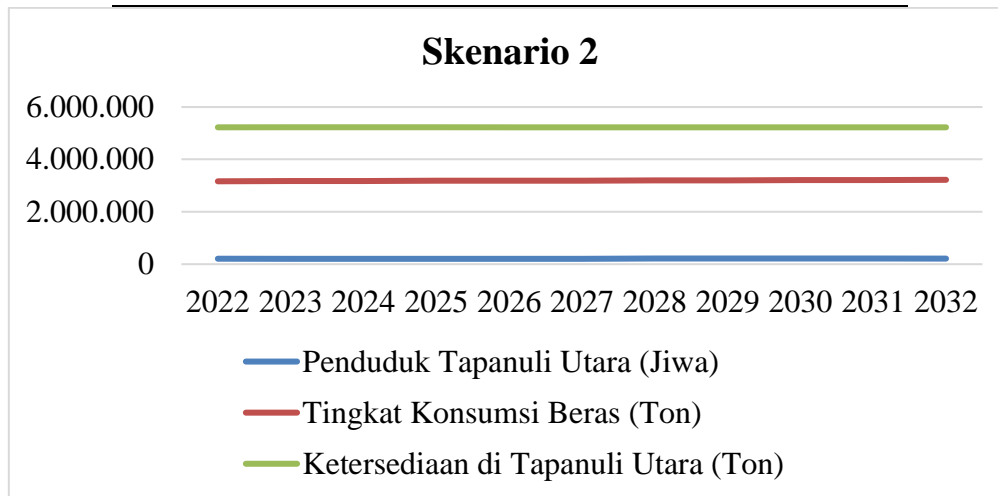 Skenario 2
6.000.000
4.000.000
2.000.000
0
2022 2023 2024 2025 2026 2027 2028 2029 2030 2031 2032
Penduduk Tapanuli Utara (Jiwa)
Tingkat Konsumsi Beras (Ton)
Ketersediaan di Tapanuli Utara (Ton)